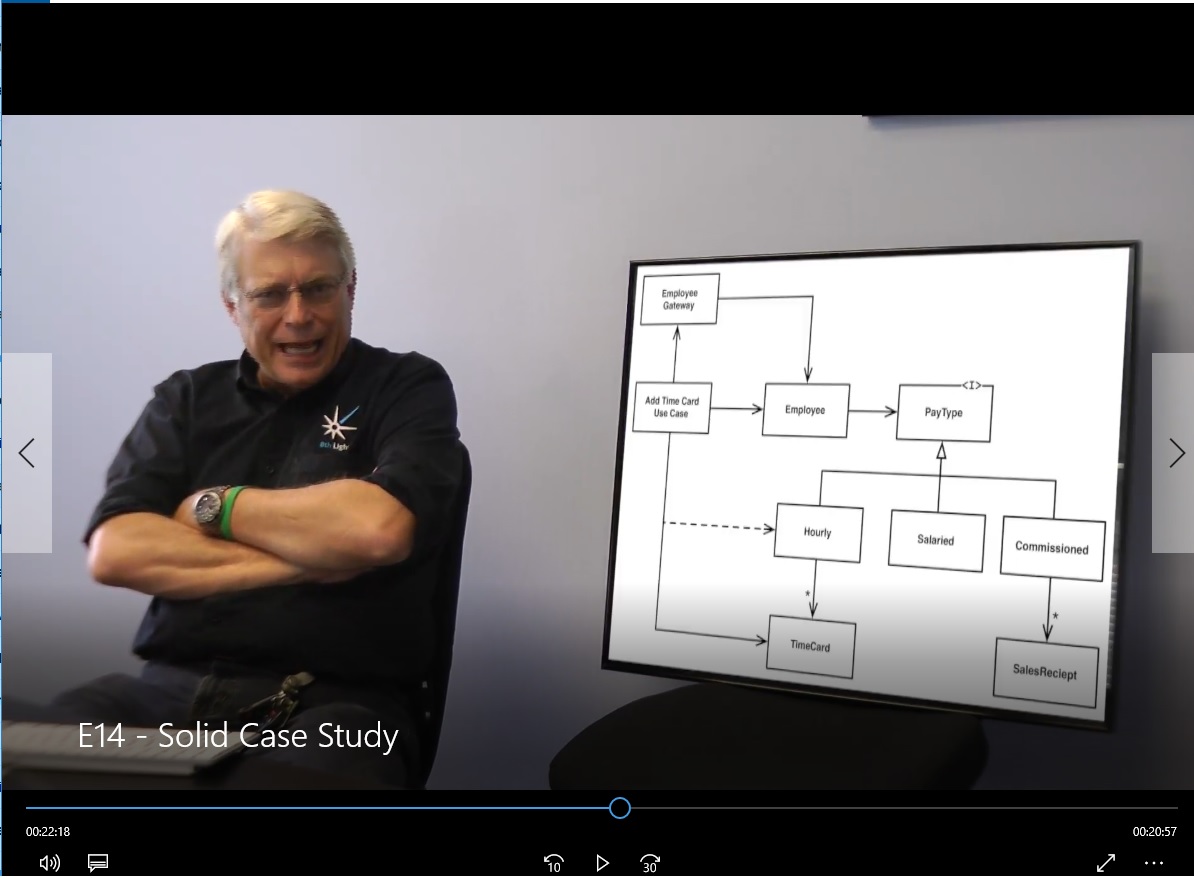 8th Light
Employee
Gateway
Add Time Card
Use Case
Employee
<I>
PayType
Hourly
Salaried
Commissioned
*
*
TimeCard
SalesReciept
E14 - Solid Case Study
00:22:18
00:20:57
10
30